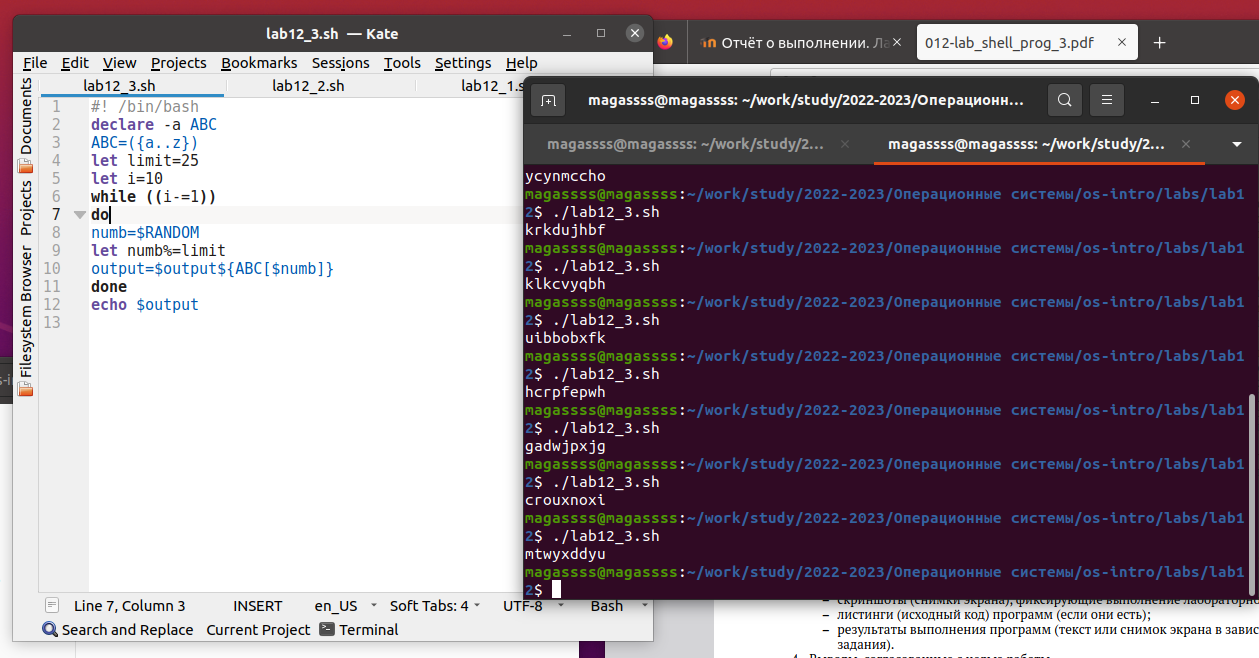 lab12_3.sh — Kate
File Edit View Projects Bookmarks Sessions Tools Settings Help
lab12_3.sh lab12_2.sh lab12_1.s
Documents
Projects
Filesystem Browser
1 #! /bin/bash
2 declare -a ABC
3 ABC=({a..z})
4 let limit=25
5 let i=10
6 while ((i-=1))
7 do
8 numb=$RANDOM
9 let numb%=limit
10 output=$output${ABC[$numb]}
11 done
12 echo $output
13
Line 7, Column 3 INSERT en_US Soft Tabs: 4 UTF-8 Bash
Search and Replace Current Project Terminal
Отчёт о выполнении. Ла
012-lab_shell_prog_3.pdf
magassss@magassss: ~/work/study/2022-2023/Операционн...
magassss@magassss: ~/work/study/2... magassss@magassss: ~/work/study/2...
ycynmccho
magassss@magassss:~/work/study/2022-2023/Операционные системы/os-intro/labs/lab1
2$ ./lab12_3.sh
krkdujhbf
magassss@magassss:~/work/study/2022-2023/Операционные системы/os-intro/labs/lab1
2$ ./lab12_3.sh
klkcvyqbh
magassss@magassss:~/work/study/2022-2023/Операционные системы/os-intro/labs/lab1
2$ ./lab12_3.sh
uibbobxfk
magassss@magassss:~/work/study/2022-2023/Операционные системы/os-intro/labs/lab1
2$ ./lab12_3.sh
hcrpfepwh
magassss@magassss:~/work/study/2022-2023/Операционные системы/os-intro/labs/lab1
2$ ./lab12_3.sh
gadwjpxjg
magassss@magassss:~/work/study/2022-2023/Операционные системы/os-intro/labs/lab1
2$ ./lab12_3.sh
crouxnoxi
magassss@magassss:~/work/study/2022-2023/Операционные системы/os-intro/labs/lab1
2$ ./lab12_3.sh
mtwyxddyu
magassss@magassss:~/work/study/2022-2023/Операционные системы/os-intro/labs/lab1
2$
– скриншоты (снимки экрана), фиксирующие выполнение лабораторно
– листинги (исходный код) программ (если они есть);
– результаты выполнения программ (текст или снимок экрана в завис
задания).